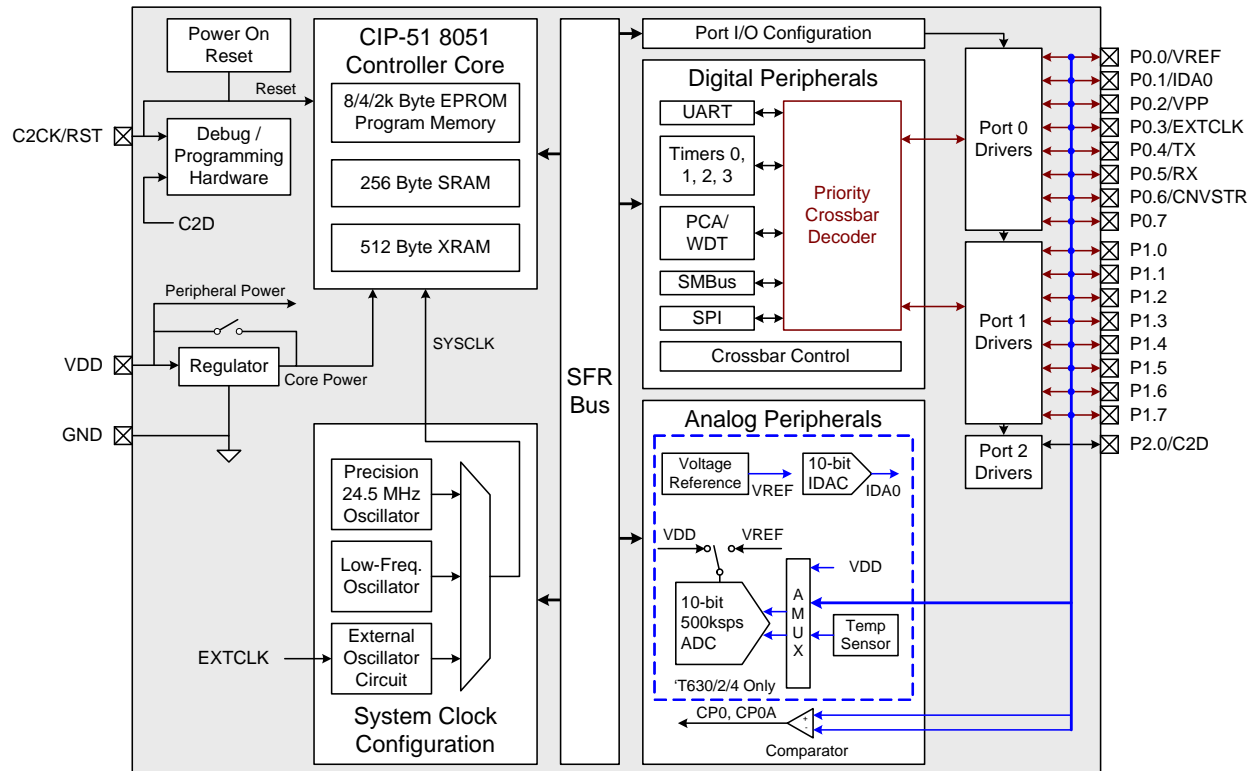 Power On
Reset
Reset
C2CK/RST
Debug /
Programming
Hardware
C2D
Peripheral Power
VDD
Regulator
Core Power
GND
CIP-51 8051
Controller Core
8/4/2k Byte EPROM
Program Memory
256 Byte SRAM
512 Byte XRAM
SYSCLK
Precision
24.5 MHz
Oscillator
Low-Freq.
Oscillator
EXTCLK
External
Oscillator
Circuit
System Clock
Configuration
SFR
Bus
Port I/O Configuration
Digital Peripherals
UART
Timers 0,
1, 2, 3
PCA/
WDT
SMBus
SPI
Priority
Crossbar
Decoder
Crossbar Control
Analog Peripherals
Voltage
Reference
VREF
10-bit
IDAC
IDA0
VDD
VREF
VDD
10-bit
500ksps
ADC
A
M
U
X
Temp
Sensor
'T630/2/4 Only
CP0, CP0A
+
-
Comparator
Port 0
Drivers
Port 1
Drivers
Port 2
Drivers
P0.0/VREF
P0.1/IDA0
P0.2/VPP
P0.3/EXTCLK
P0.4/TX
P0.5/RX
P0.6/CNVSTR
P0.7
P1.0
P1.1
P1.2
P1.3
P1.4
P1.5
P1.6
P1.7
P2.0/C2D